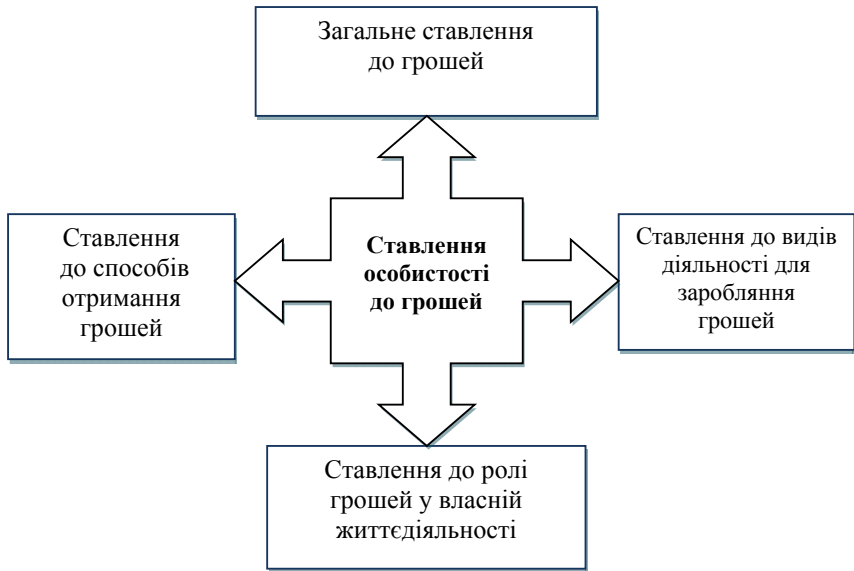 Загальне ставлення
до грошей
Ставлення
до способів
отримання
грошей
Ставлення
особистості
до грошей
Ставлення до видів
діяльності для
заробляння
грошей
Ставлення до ролі
грошей у власній
життєдіяльності